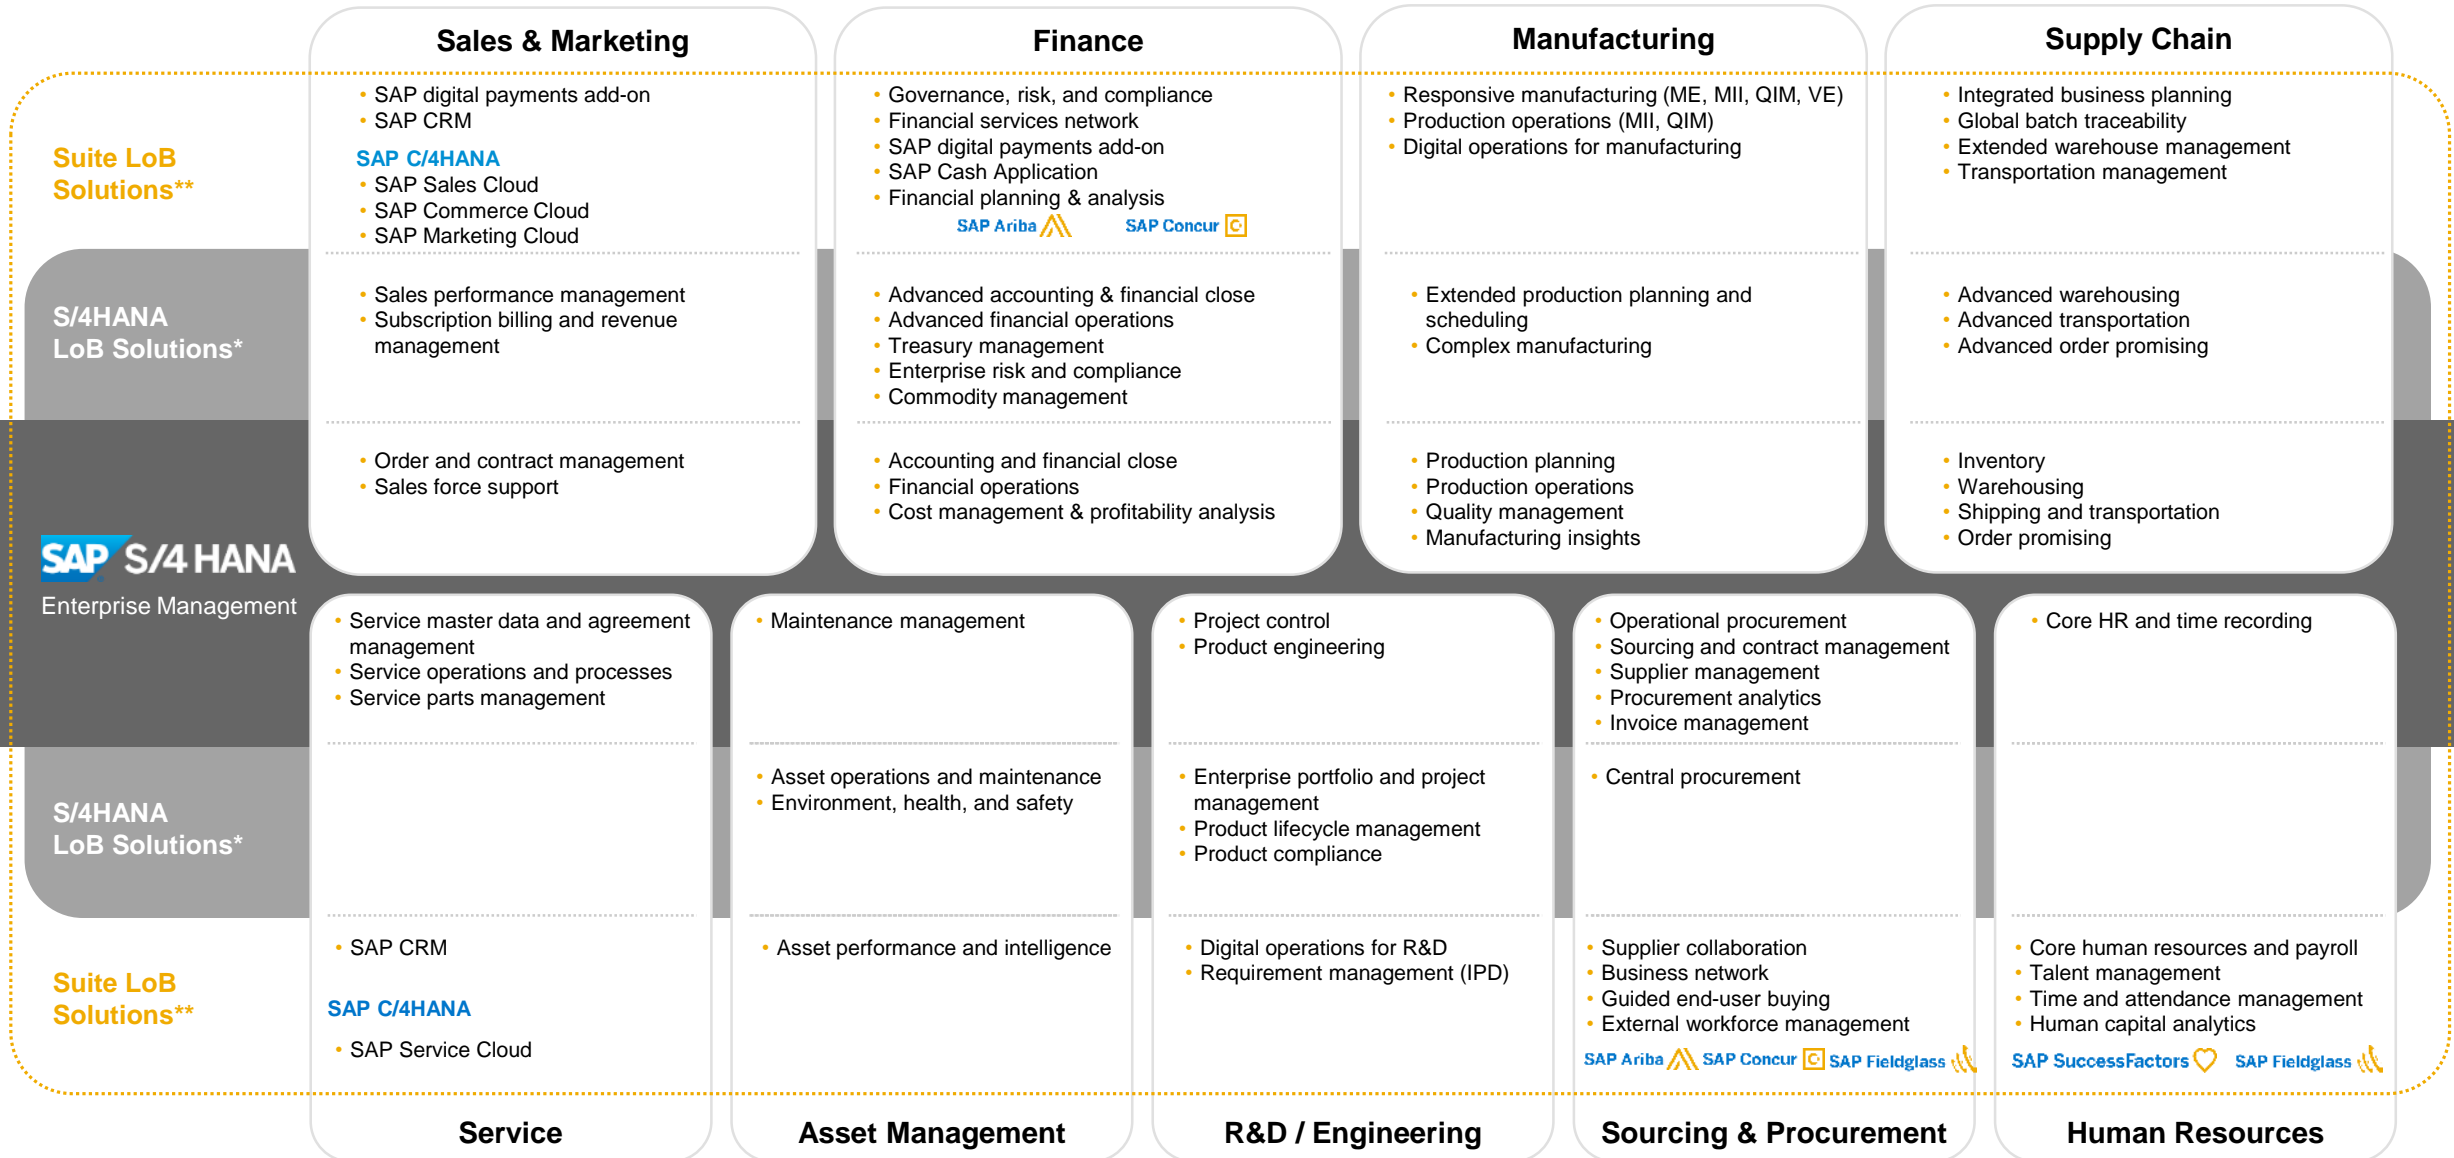 Sales & Marketing
Finance
Manufacturing
Supply Chain
Suite LoB
Solutions**
• SAP digital payments add-on
• SAP CRM
SAP C/4HANA
• SAP Sales Cloud
• SAP Commerce Cloud
• SAP Marketing Cloud
• Governance, risk, and compliance
• Financial services network
• SAP digital payments add-on
• SAP Cash Application
• Financial planning & analysis
SAP Ariba
SAP Concur
• Responsive manufacturing (ME, MII, QIM, VE)
• Production operations (MII, QIM)
• Digital operations for manufacturing
• Integrated business planning
• Global batch traceability
• Extended warehouse management
• Transportation management
S/4HANA
LoB Solutions*
• Sales performance management
• Subscription billing and revenue
management
• Advanced accounting & financial close
• Advanced financial operations
• Treasury management
• Enterprise risk and compliance
• Commodity management
• Extended production planning and
scheduling
• Complex manufacturing
• Advanced warehousing
• Advanced transportation
• Advanced order promising
SAP S/4 HANA
Enterprise Management
• Order and contract management
• Sales force support
• Accounting and financial close
• Financial operations
• Cost management & profitability analysis
• Production planning
• Production operations
• Quality management
• Manufacturing insights
• Inventory
• Warehousing
• Shipping and transportation
• Order promising
• Service master data and agreement
management
• Service operations and processes
• Service parts management
• Maintenance management
• Project control
• Product engineering
• Operational procurement
• Sourcing and contract management
• Supplier management
• Procurement analytics
• Invoice management
• Core HR and time recording
S/4HANA
LoB Solutions*
• Asset operations and maintenance
• Environment, health, and safety
• Enterprise portfolio and project
management
• Product lifecycle management
• Product compliance
• Central procurement
Suite LoB
Solutions**
• SAP CRM
SAP C/4HANA
• SAP Service Cloud
• Asset performance and intelligence
• Digital operations for R&D
• Requirement management (IPD)
• Supplier collaboration
• Business network
• Guided end-user buying
• External workforce management
SAP Ariba
SAP Concur
SAP Fieldglass
• Core human resources and payroll
• Talent management
• Time and attendance management
• Human capital analytics
SAP SuccessFactors
SAP Fieldglass
Service
Asset Management
R&D / Engineering
Sourcing & Procurement
Human Resources